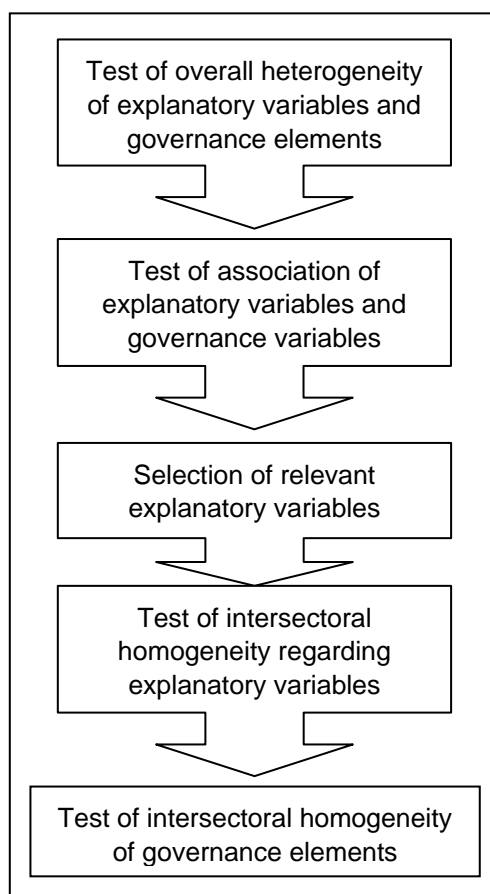 Test of overall heterogeneity
of explanatory variables and
governance elements
Test of association of
explanatory variables and
governance variables
Selection of relevant
explanatory variables
Test of intersectoral
homogeneity regarding
explanatory variables
Test of intersectoral homogeneity
of governance elements